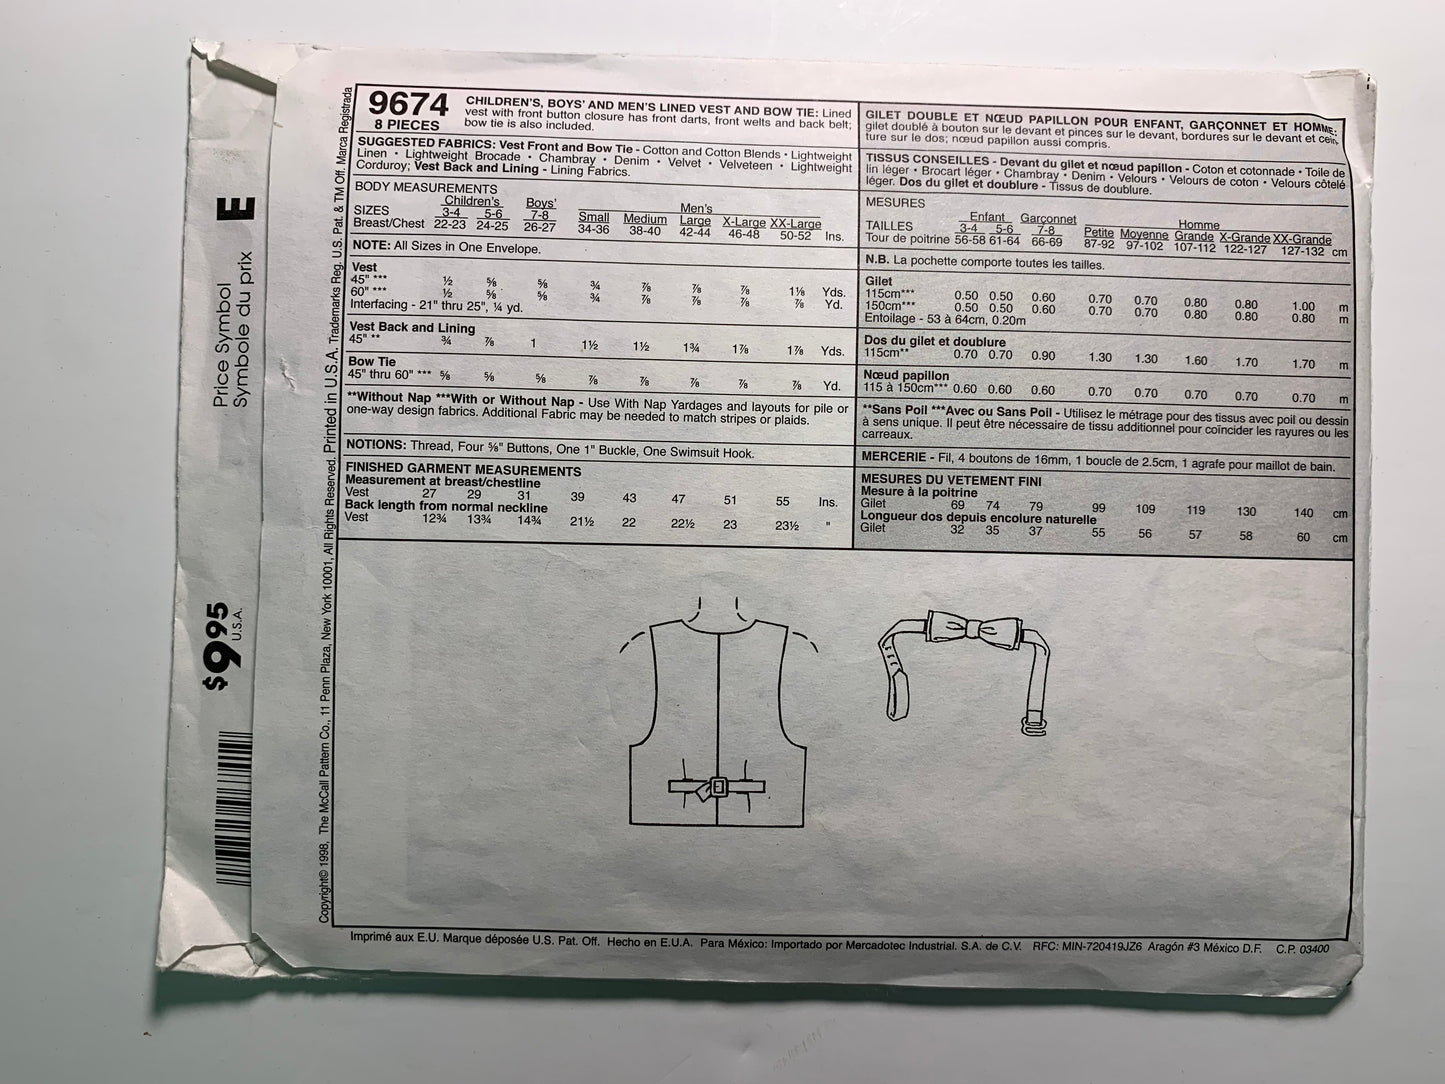 9674
8 PIECES
CHILDREN'S, BOYS' AND MEN'S LINED VEST AND BOW TIE: Lined
vest with front button closure has front darts, front welts and back belt;
bow tie is also included.
SUGGESTED FABRICS: Vest Front and Bow Tie - Cotton and Cotton Blends • Lightweight
Linen • Lightweight Brocade • Chambray • Denim • Velvet • Velveteen • Lightweight
Corduroy; Vest Back and Lining - Lining Fabrics.
BODY MEASUREMENTS
Children's Boys' Men's
SIZES 3-4 5-6 7-8 Small Medium Large X-Large XX-Large
Breast/Chest 22-23 24-25 26-27 34-36 38-40 42-44 46-48 50-52 Ins.
NOTE: All Sizes in One Envelope.
Vest
45" *** ½ ⅝ ⅝ ¾ ⅞ ⅞ ⅞ 1⅛ Yds.
60" *** ½ ⅝ ⅝ ¾ ⅞ ⅞ ⅞ ⅞ Yd.
Interfacing - 21" thru 25", ¼ yd.
Vest Back and Lining
45" ** ¾ ⅞ 1 1½ 1½ 1¾ 1⅞ 1⅞ Yds.
Bow Tie
45" thru 60" *** ⅝ ⅝ ⅝ ⅞ ⅞ ⅞ ⅞ ⅞ Yd.
**Without Nap ***With or Without Nap - Use With Nap Yardages and layouts for pile or
one-way design fabrics. Additional Fabric may be needed to match stripes or plaids.
NOTIONS: Thread, Four ⅝" Buttons, One 1" Buckle, One Swimsuit Hook.
FINISHED GARMENT MEASUREMENTS
Measurement at breast/chestline
Vest 27 29 31 39 43 47 51 55 Ins.
Back length from normal neckline
Vest 12¾ 13¾ 14¾ 21½ 22 22½ 23 23½ "
GILET DOUBLE ET NŒUD PAPILLON POUR ENFANT, GARÇONNET ET HOMME:
gilet doublé à bouton sur le devant et pinces sur le devant, bordures sur le devant et cein-
ture sur le dos; nœud papillon aussi compris.
TISSUS CONSEILLES - Devant du gilet et nœud papillon - Coton et cotonnade • Toile de
lin léger • Brocart léger • Chambray • Denim • Velours • Velours de coton • Velours côtelé
léger. Dos du gilet et doublure - Tissus de doublure.
MESURES
Enfant Garçonnet Homme
TAILLES 3-4 5-6 7-8 Petite Moyenne Grande X-Grande XX-Grande
Tour de poitrine 56-58 61-64 66-69 87-92 97-102 107-112 122-127 127-132 cm
N.B. La pochette comporte toutes les tailles.
Gilet
115cm*** 0.50 0.50 0.60 0.70 0.70 0.80 0.80 1.00 m
150cm*** 0.50 0.50 0.60 0.70 0.70 0.80 0.80 0.80 m
Entoilage - 53 à 64cm, 0.20m
Dos du gilet et doublure
115cm** 0.70 0.70 0.90 1.30 1.30 1.60 1.70 1.70 m
Nœud papillon
115 à 150cm*** 0.60 0.60 0.60 0.70 0.70 0.70 0.70 0.70 m
**Sans Poil ***Avec ou Sans Poil - Utilisez le métrage pour des tissus avec poil ou dessin
à sens unique. Il peut être nécessaire de tissu additionnel pour coïncider les rayures ou les
carreaux.
MERCERIE - Fil, 4 boutons de 16mm, 1 boucle de 2.5cm, 1 agrafe pour maillot de bain.
MESURES DU VETEMENT FINI
Mesure à la poitrine
Gilet 69 74 79 99 109 119 130 140 cm
Longueur dos depuis encolure naturelle
Gilet 32 35 37 55 56 57 58 60 cm
Imprimé aux E.U. Marque déposée U.S. Pat. Off. Hecho en E.U.A. Para México: Importado por Mercadotec Industrial. S.A. de C.V. RFC: MIN-720419JZ6 Aragón #3 México D.F. C.P. 03400
Copyright© 1998, The McCall Pattern Co., 11 Penn Plaza, New York 10001, All Rights Reserved. Printed in U.S.A. Trademarks Reg. U.S. Pat. & TM Off. Marca Registrada
Price Symbol
Symbole du prix
E
$9.95
U.S.A.